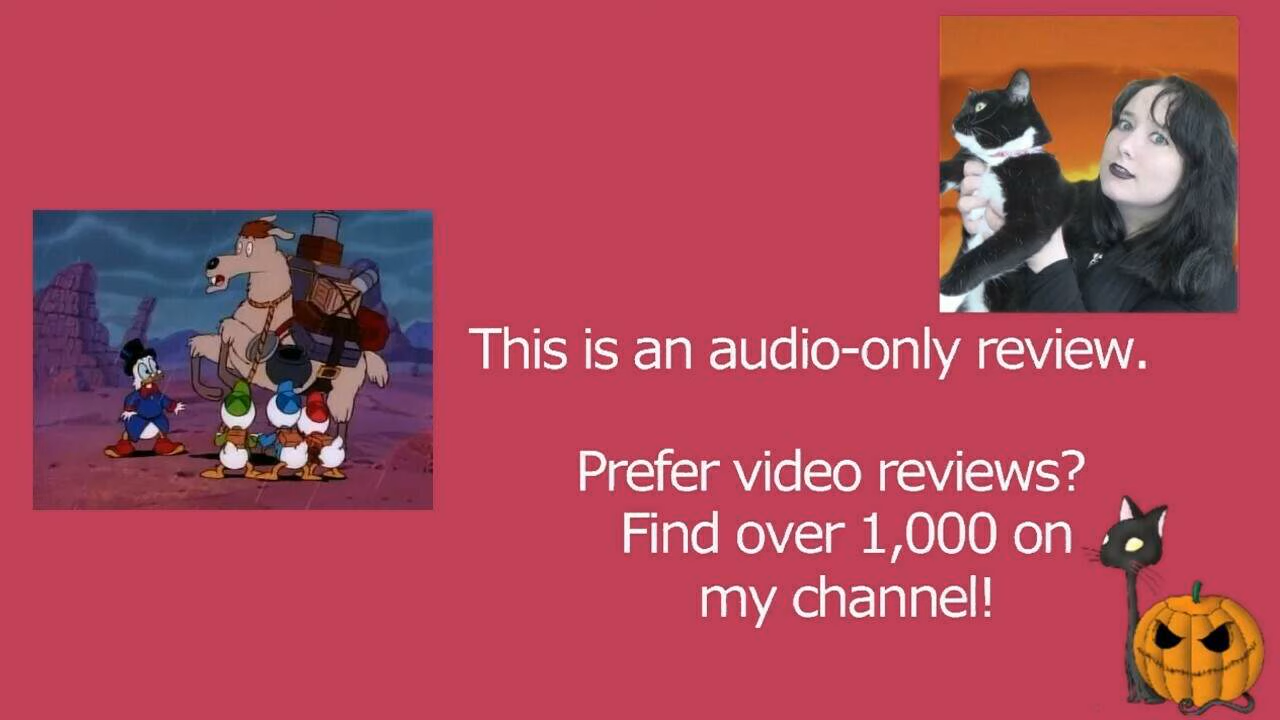 This is an audio-only review.
Prefer video reviews?
Find over 1,000 on
my channel!